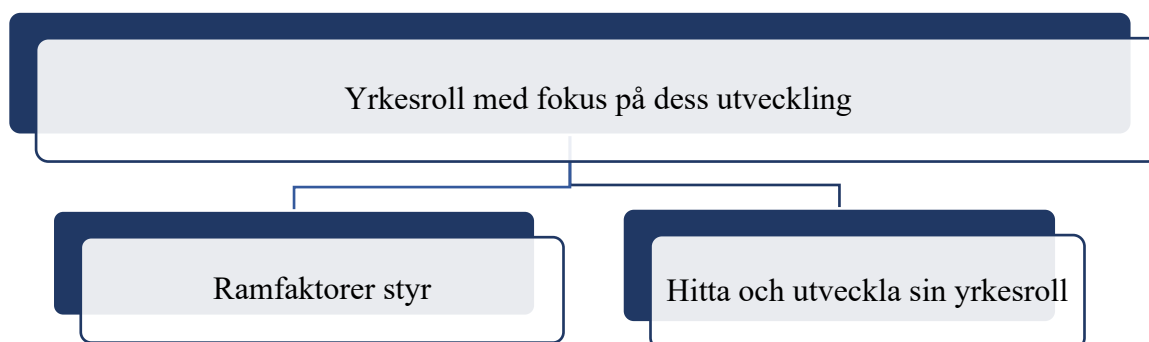 Yrkesroll med fokus på dess utveckling
Ramfaktorer styr
Hitta och utveckla sin yrkesroll